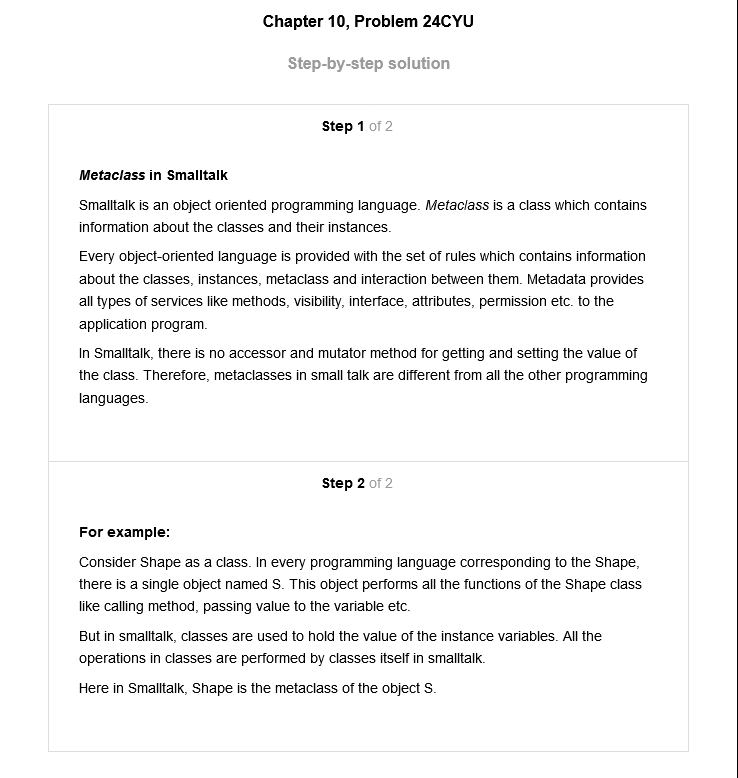 Chapter 10, Problem 24CYU
Step-by-step solution
Step 1 of 2
Metaclass in Smalltalk
Smalltalk is an object oriented programming language. Metaclass is a class which contains
information about the classes and their instances.
Every object-oriented language is provided with the set of rules which contains information
about the classes, instances, metaclass and interaction between them. Metadata provides
all types of services like methods, visibility, interface, attributes, permission etc. to the
application program.
In Smalltalk, there is no accessor and mutator method for getting and setting the value of
the class. Therefore, metaclasses in small talk are different from all the other programming
languages.
Step 2 of 2
For example:
Consider Shape as a class. In every programming language corresponding to the Shape,
there is a single object named S. This object performs all the functions of the Shape class
like calling method, passing value to the variable etc.
But in smalltalk, classes are used to hold the value of the instance variables. All the
operations in classes are performed by classes itself in smalltalk.
Here in Smalltalk, Shape is the metaclass of the object S.